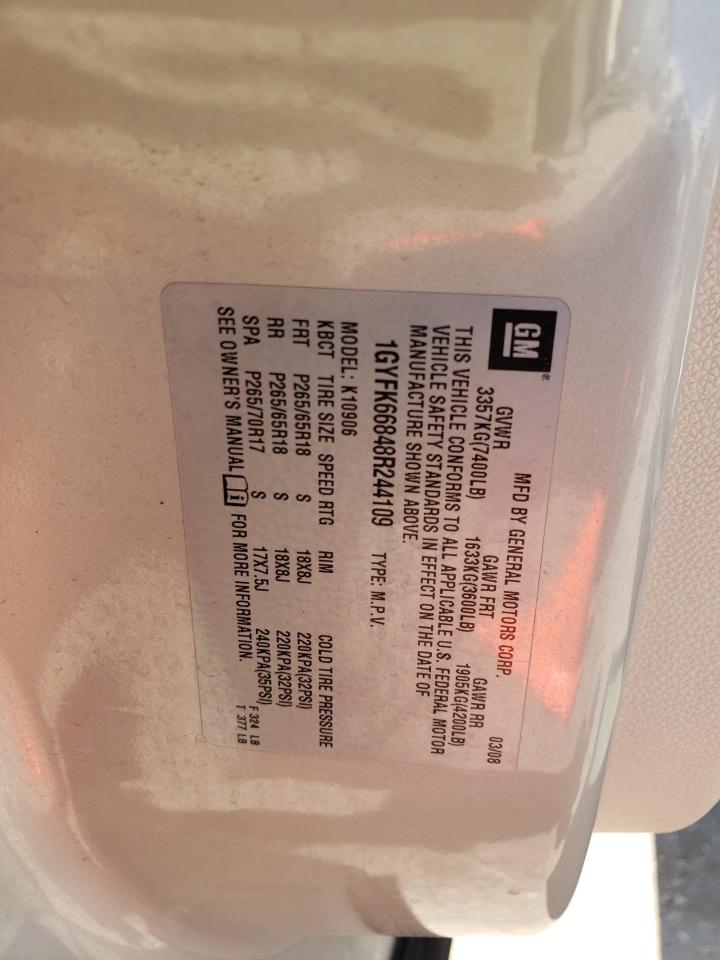 GM®
MFD BY GENERAL MOTORS CORP. 03/08
GVWR GAWR FRT GAWR RR
3357KG(7400LB) 1633KG(3600LB) 1905KG(4200LB)
THIS VEHICLE CONFORMS TO ALL APPLICABLE U.S. FEDERAL MOTOR
VEHICLE SAFETY STANDARDS IN EFFECT ON THE DATE OF
MANUFACTURE SHOWN ABOVE.
1GYFK66848R244109 TYPE: M.P.V.
MODEL: K10906
KBCT TIRE SIZE SPEED RTG RIM COLD TIRE PRESSURE
FRT P265/65R18 S 18X8J 220KPA(32PSI)
RR P265/65R18 S 18X8J 220KPA(32PSI)
SPA P265/70R17 S 17X7.5J 240KPA(35PSI)
SEE OWNER'S MANUAL i FOR MORE INFORMATION.
F 324 LB
T 377 LB